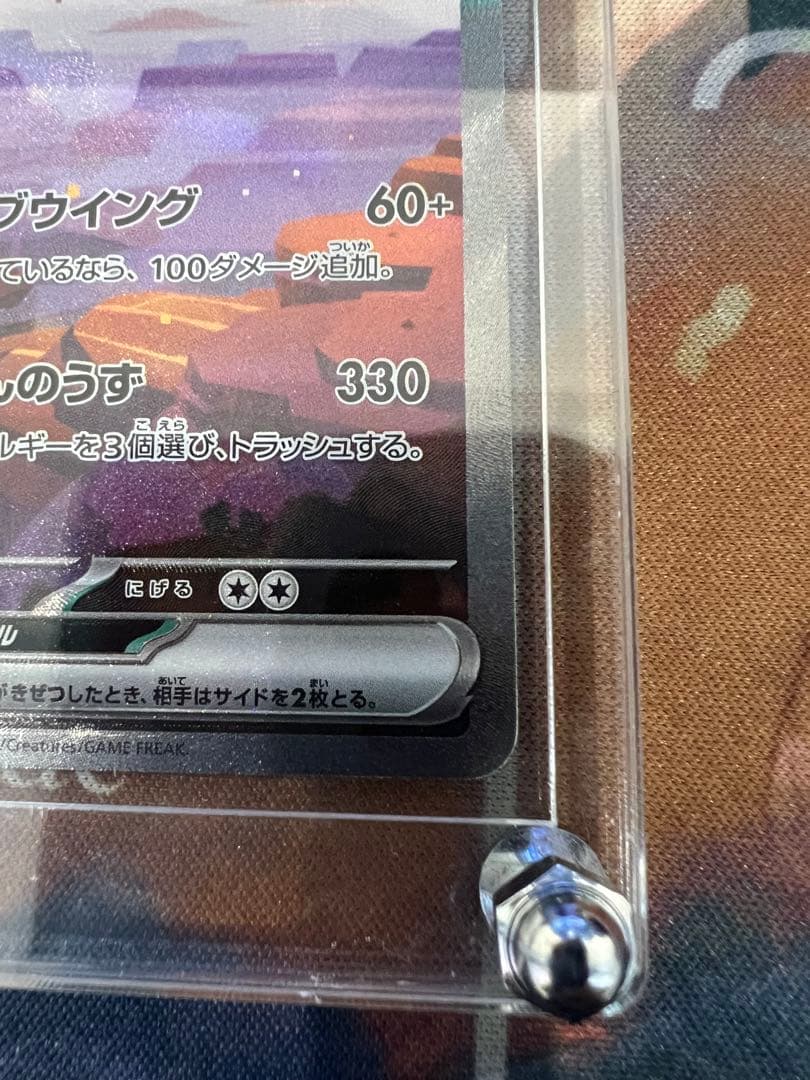 ブウイング 60+
ついか
ているなら、100ダメージ追加。
んのうず 330
こ えら
ルギーを3個選び、トラッシュする。
にげる
ル
あいて まい
がきぜつしたとき、相手はサイドを2枚とる。
/Creatures/GAME FREAK.